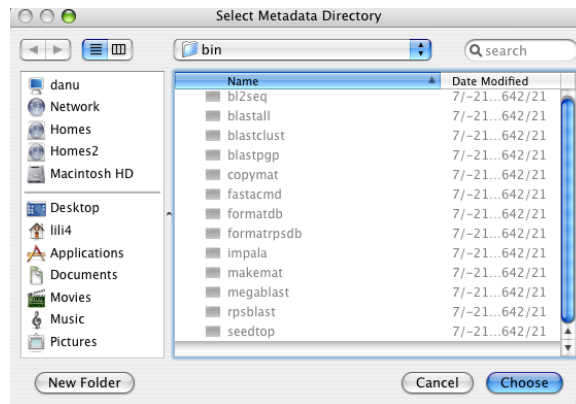 Select Metadata Directory
bin
search
danu
Network
Homes
Homes2
Macintosh HD
Desktop
lili4
Applications
Documents
Movies
Music
Pictures
Name Date Modified
bl2seq 7/-21...642/21
blastall 7/-21...642/21
blastclust 7/-21...642/21
blastpgp 7/-21...642/21
copymat 7/-21...642/21
fastacmd 7/-21...642/21
formatdb 7/-21...642/21
formatrpsdb 7/-21...642/21
impala 7/-21...642/21
makemat 7/-21...642/21
megablast 7/-21...642/21
rpsblast 7/-21...642/21
seedtop 7/-21...642/21
New Folder Cancel Choose